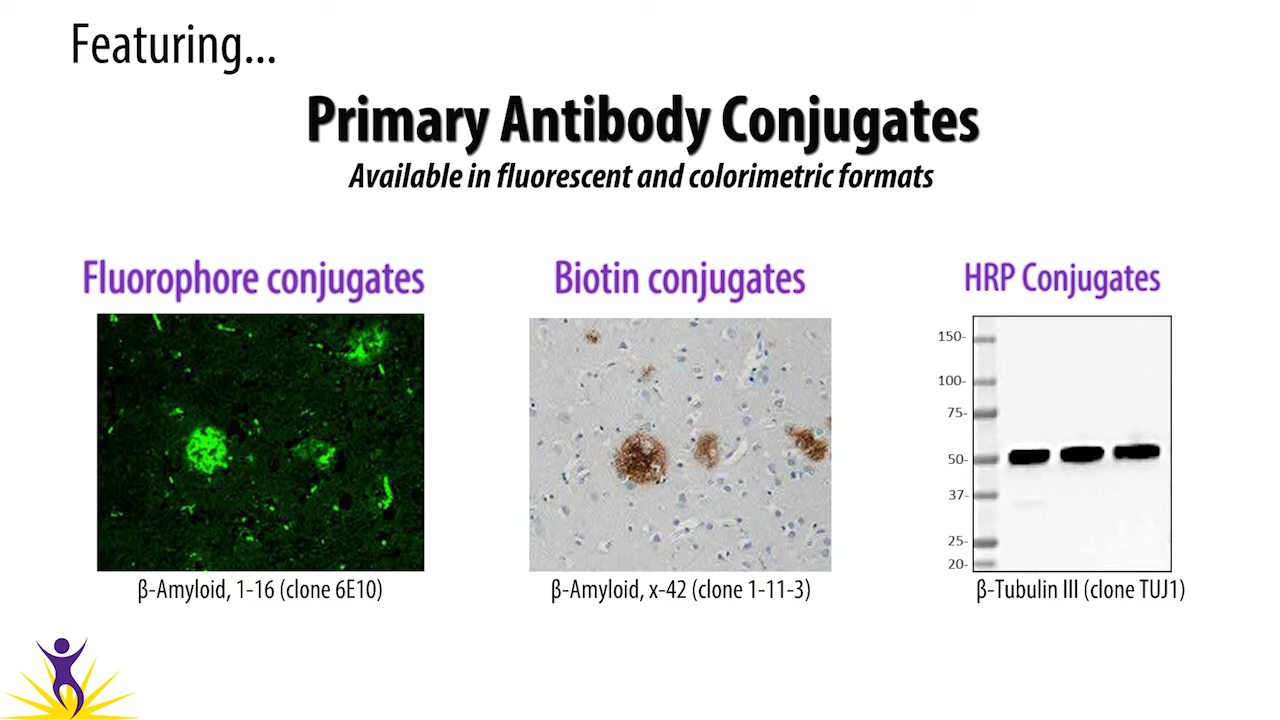 Featuring...
Primary Antibody Conjugates
Available in fluorescent and colorimetric formats
Fluorophore conjugates
β-Amyloid, 1-16 (clone 6E10)
Biotin conjugates
β-Amyloid, x-42 (clone 1-11-3)
HRP Conjugates
150-
100-
75-
50-
37-
25-
20-
β-Tubulin III (clone TUJ1)